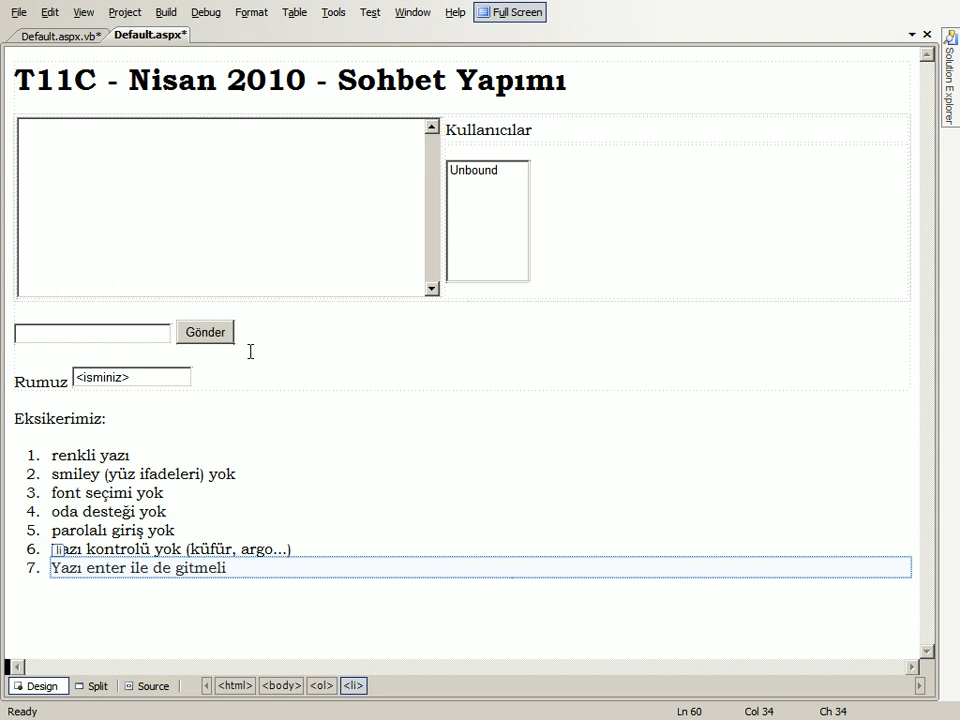 File Edit View Project Build Debug Format Table Tools Test Window Help Full Screen
Default.aspx.vb* Default.aspx*
Solution Explorer
T11C - Nisan 2010 - Sohbet Yapımı
Kullanıcılar
Unbound
Gönder
Rumuz <isminiz>
Eksikerimiz:
1. renkli yazı
2. smiley (yüz ifadeleri) yok
3. font seçimi yok
4. oda desteği yok
5. parolalı giriş yok
6. li azı kontrolü yok (küfür, argo...)
7. Yazı enter ile de gitmeli
Design Split Source <html> <body> <ol> <li>
Ready Ln 60 Col 34 Ch 34